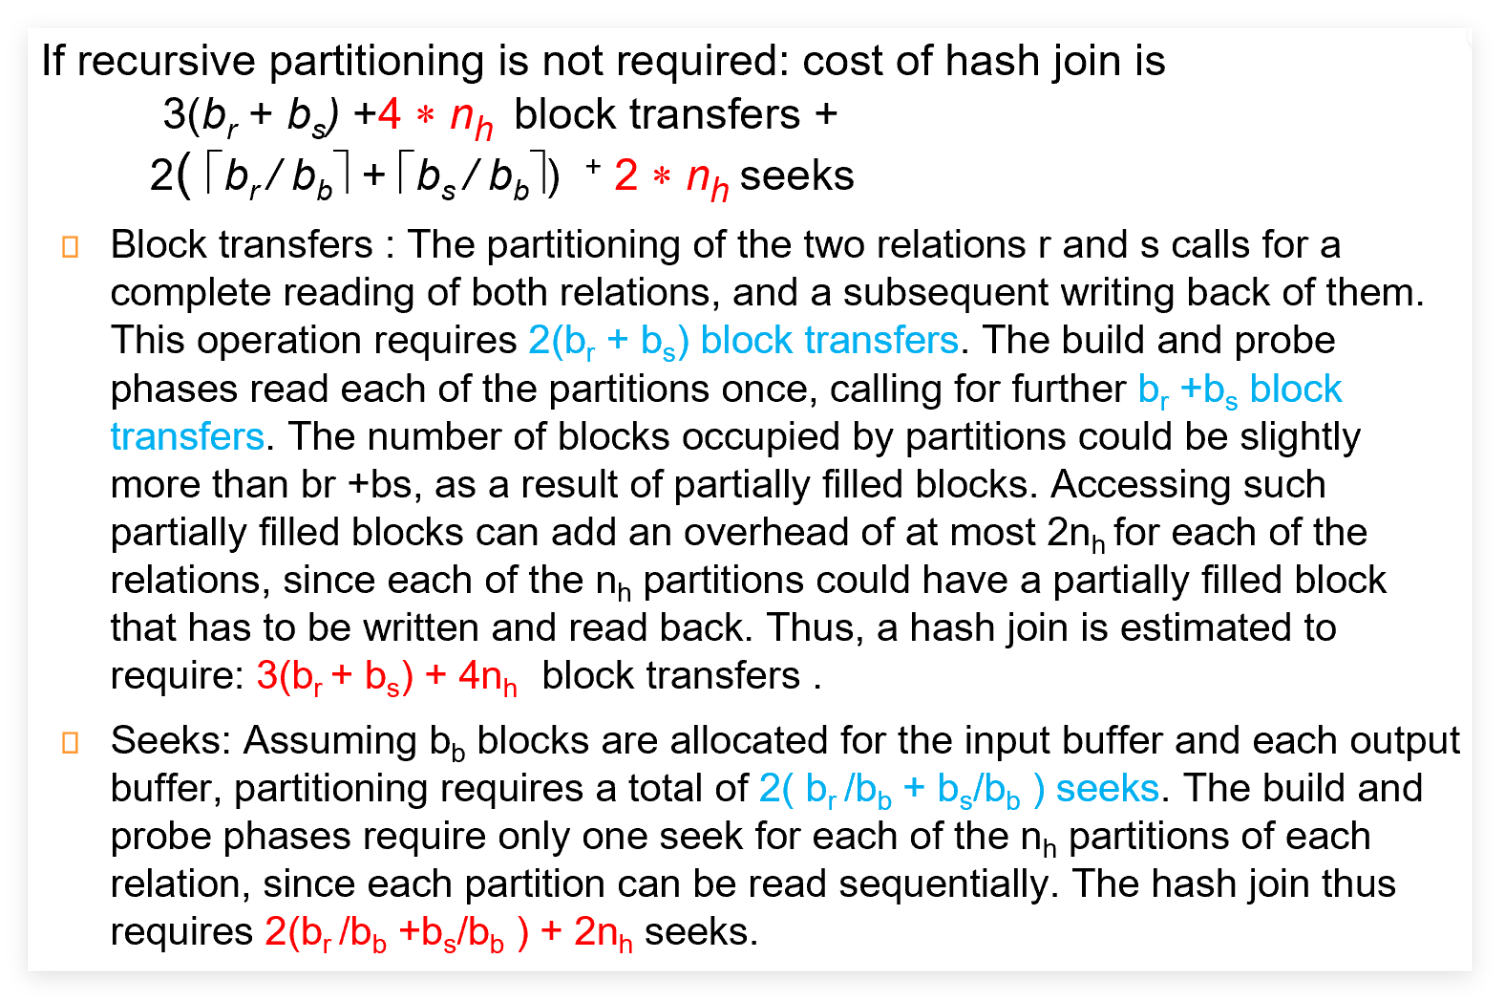 If recursive partitioning is not required: cost of hash join is
3(b_r + b_s) +4 ∗ n_h block transfers +
2(⌈b_r / b_b⌉ + ⌈b_s / b_b⌉) + 2 ∗ n_h seeks
Block transfers : The partitioning of the two relations r and s calls for a
complete reading of both relations, and a subsequent writing back of them.
This operation requires 2(b_r + b_s) block transfers. The build and probe
phases read each of the partitions once, calling for further b_r +b_s block
transfers. The number of blocks occupied by partitions could be slightly
more than br +bs, as a result of partially filled blocks. Accessing such
partially filled blocks can add an overhead of at most 2n_h for each of the
relations, since each of the n_h partitions could have a partially filled block
that has to be written and read back. Thus, a hash join is estimated to
require: 3(b_r + b_s) + 4n_h block transfers .
Seeks: Assuming b_b blocks are allocated for the input buffer and each output
buffer, partitioning requires a total of 2( b_r /b_b + b_s/b_b ) seeks. The build and
probe phases require only one seek for each of the n_h partitions of each
relation, since each partition can be read sequentially. The hash join thus
requires 2(b_r /b_b +b_s/b_b ) + 2n_h seeks.